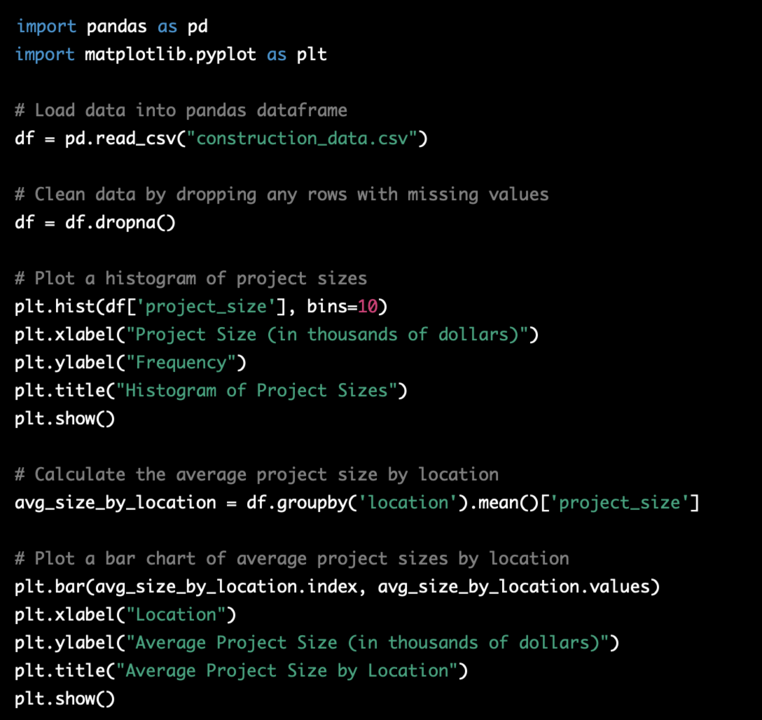 import pandas as pd
import matplotlib.pyplot as plt
# Load data into pandas dataframe
df = pd.read_csv("construction_data.csv")
# Clean data by dropping any rows with missing values
df = df.dropna()
# Plot a histogram of project sizes
plt.hist(df['project_size'], bins=10)
plt.xlabel("Project Size (in thousands of dollars)")
plt.ylabel("Frequency")
plt.title("Histogram of Project Sizes")
plt.show()
# Calculate the average project size by location
avg_size_by_location = df.groupby('location').mean()['project_size']
# Plot a bar chart of average project sizes by location
plt.bar(avg_size_by_location.index, avg_size_by_location.values)
plt.xlabel("Location")
plt.ylabel("Average Project Size (in thousands of dollars)")
plt.title("Average Project Size by Location")
plt.show()